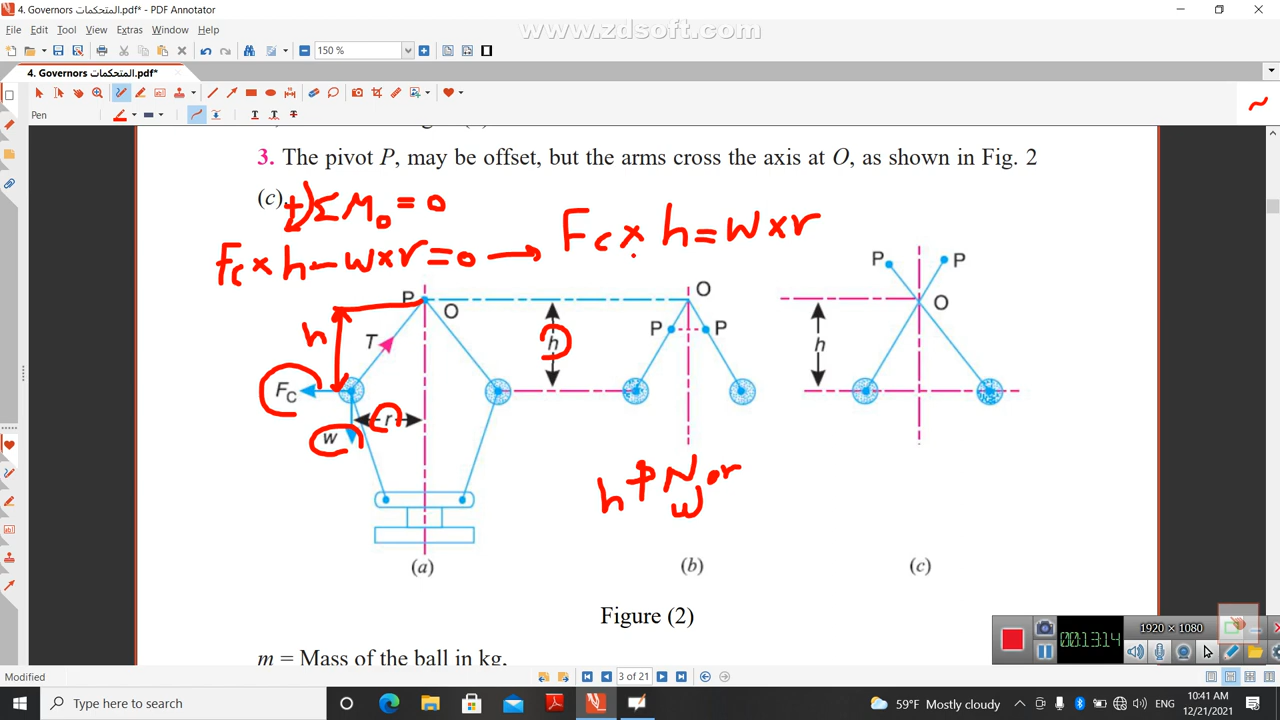 4. Governors المتحكمات.pdf* - PDF Annotator
www.zdsoft.com
File Edit Tool View Extras Window Help
150 %
4. Governors المتحكمات.pdf*
Pen
3. The pivot P, may be offset, but the arms cross the axis at O, as shown in Fig. 2
(c).
+) ΣM₀ = 0
Fc × h − w×r = 0 → Fc × h = w×r
P O
O
P P
P P
O
h
T
h
h
FC
r
w
h N or
w
(a) (b) (c)
Figure (2)
m = Mass of the ball in kg,
1920 × 1080
00:13:14
Modified
3 of 21
Type here to search
59°F Mostly cloudy
10:41 AM
12/21/2021